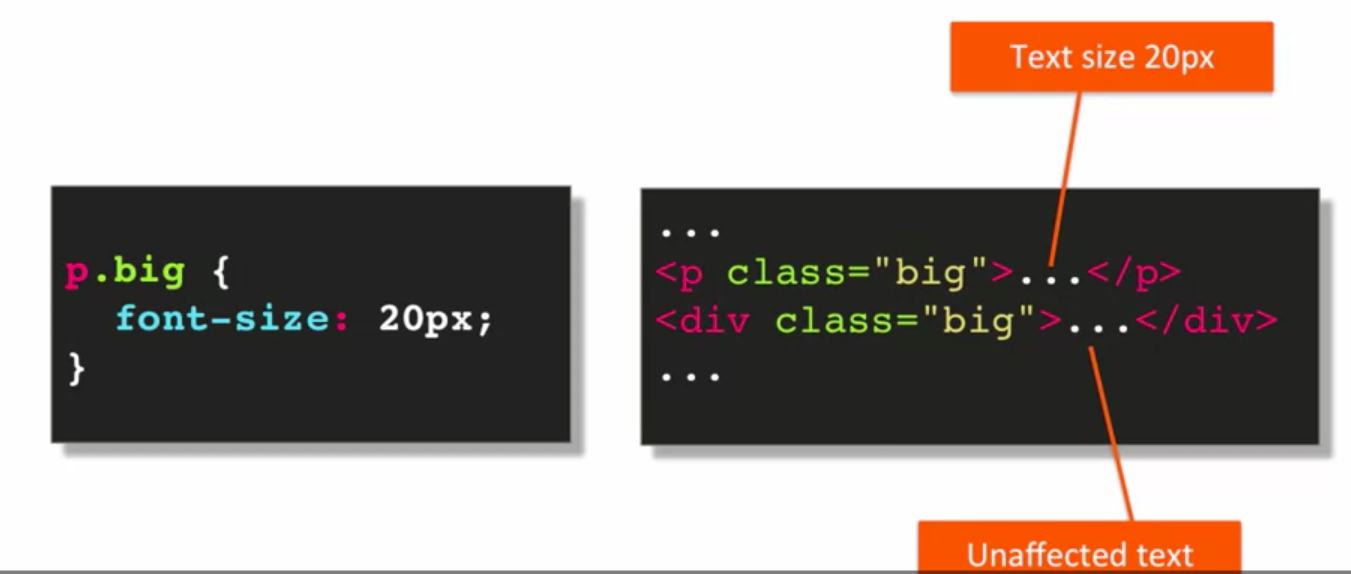 Text size 20px
p.big {
  font-size: 20px;
}
...
<p class="big">...</p>
<div class="big">...</div>
...
Unaffected text